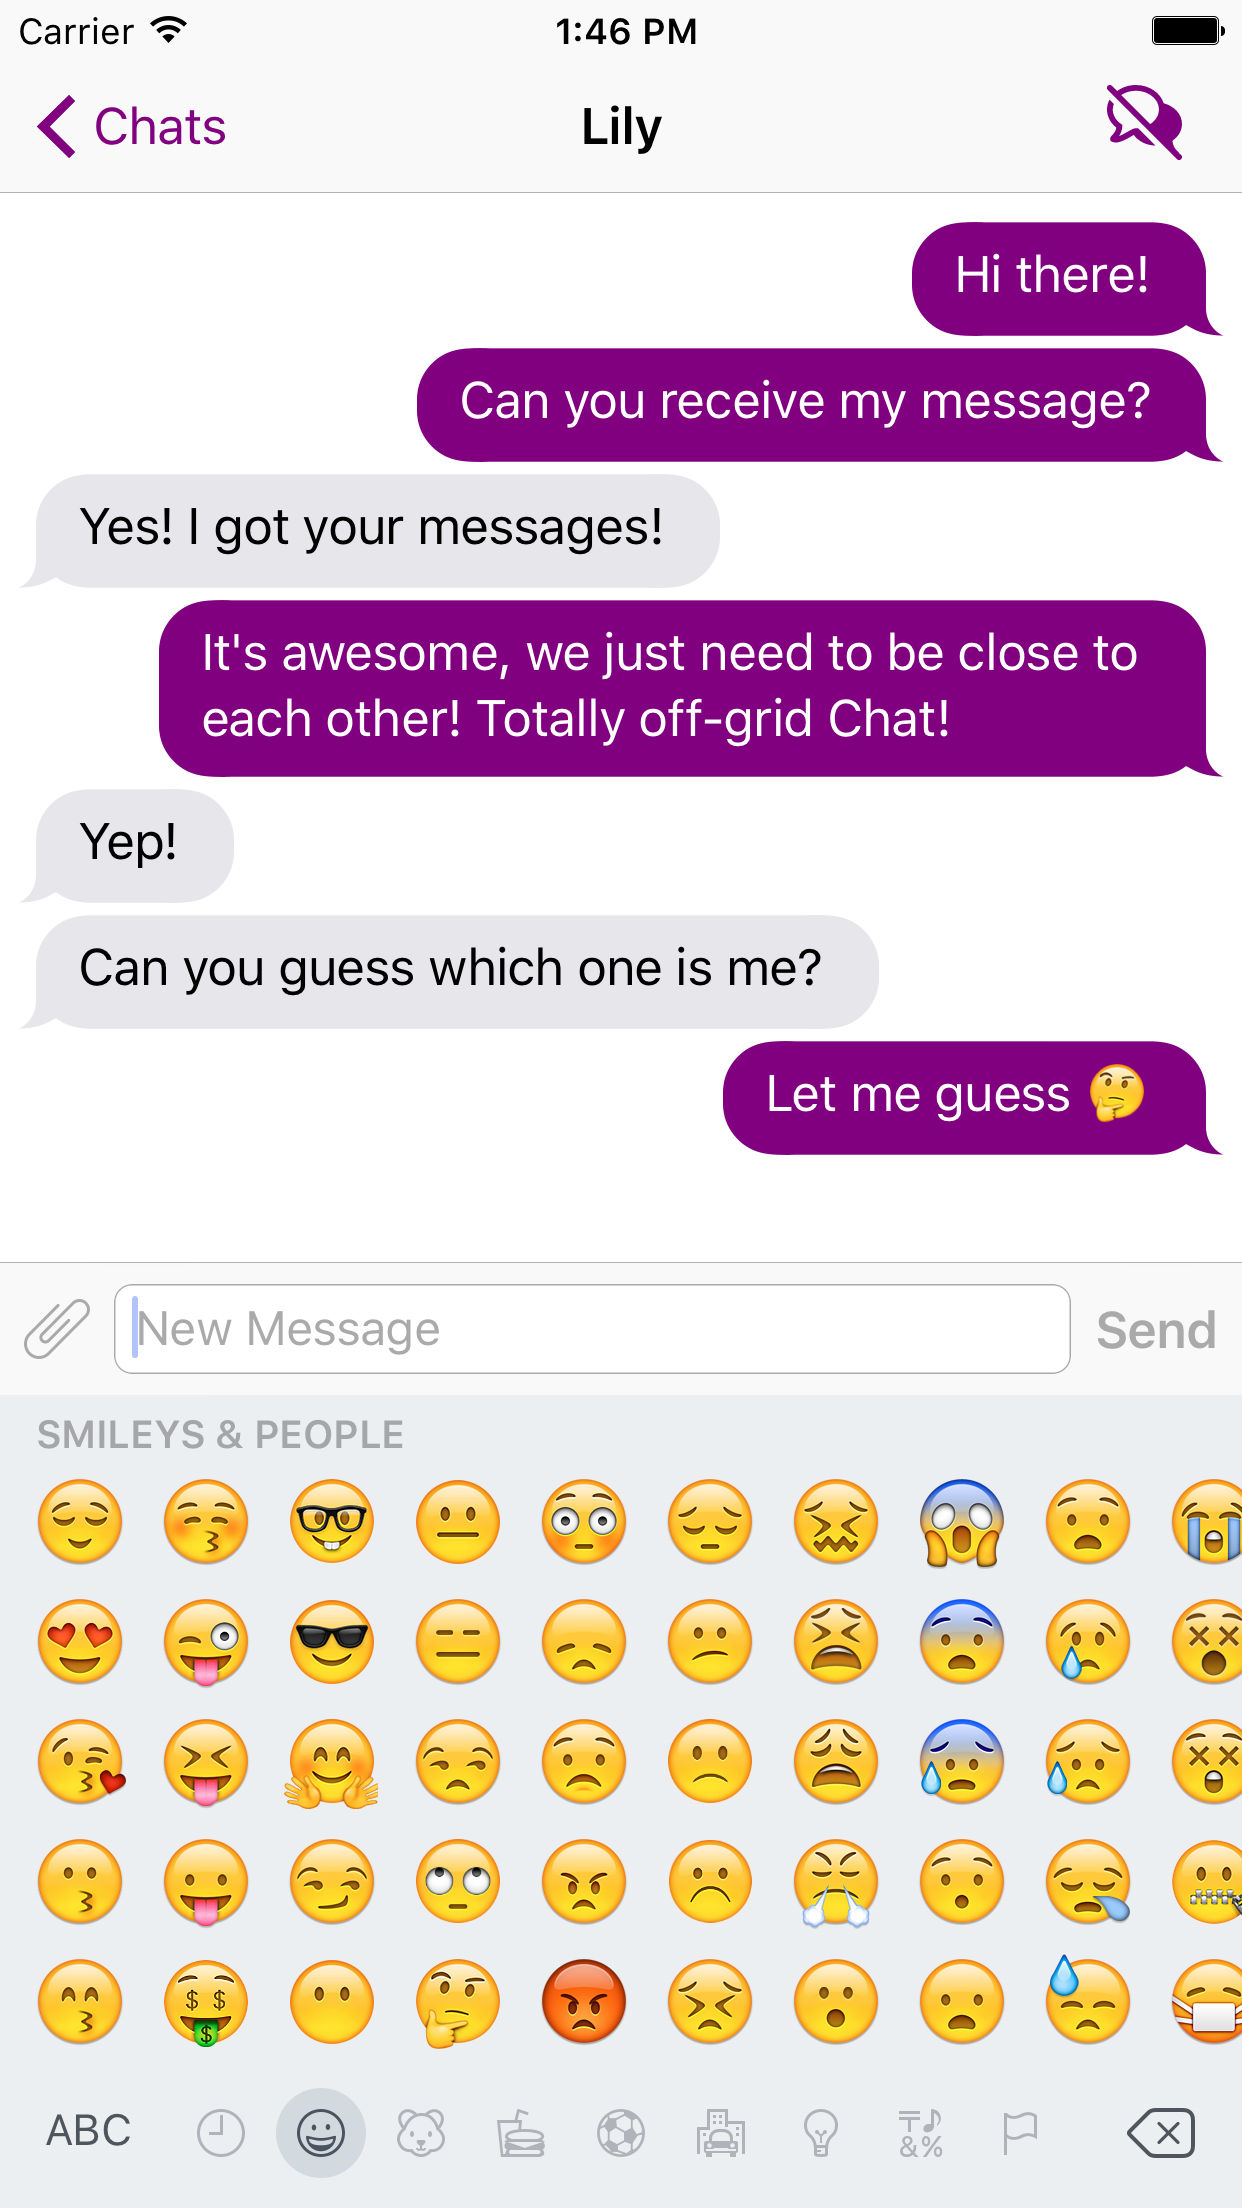 Carrier 1:46 PM
Chats Lily
Hi there!
Can you receive my message?
Yes! I got your messages!
It's awesome, we just need to be close to
each other! Totally off-grid Chat!
Yep!
Can you guess which one is me?
Let me guess 🤔
New Message Send
SMILEYS & PEOPLE
ABC